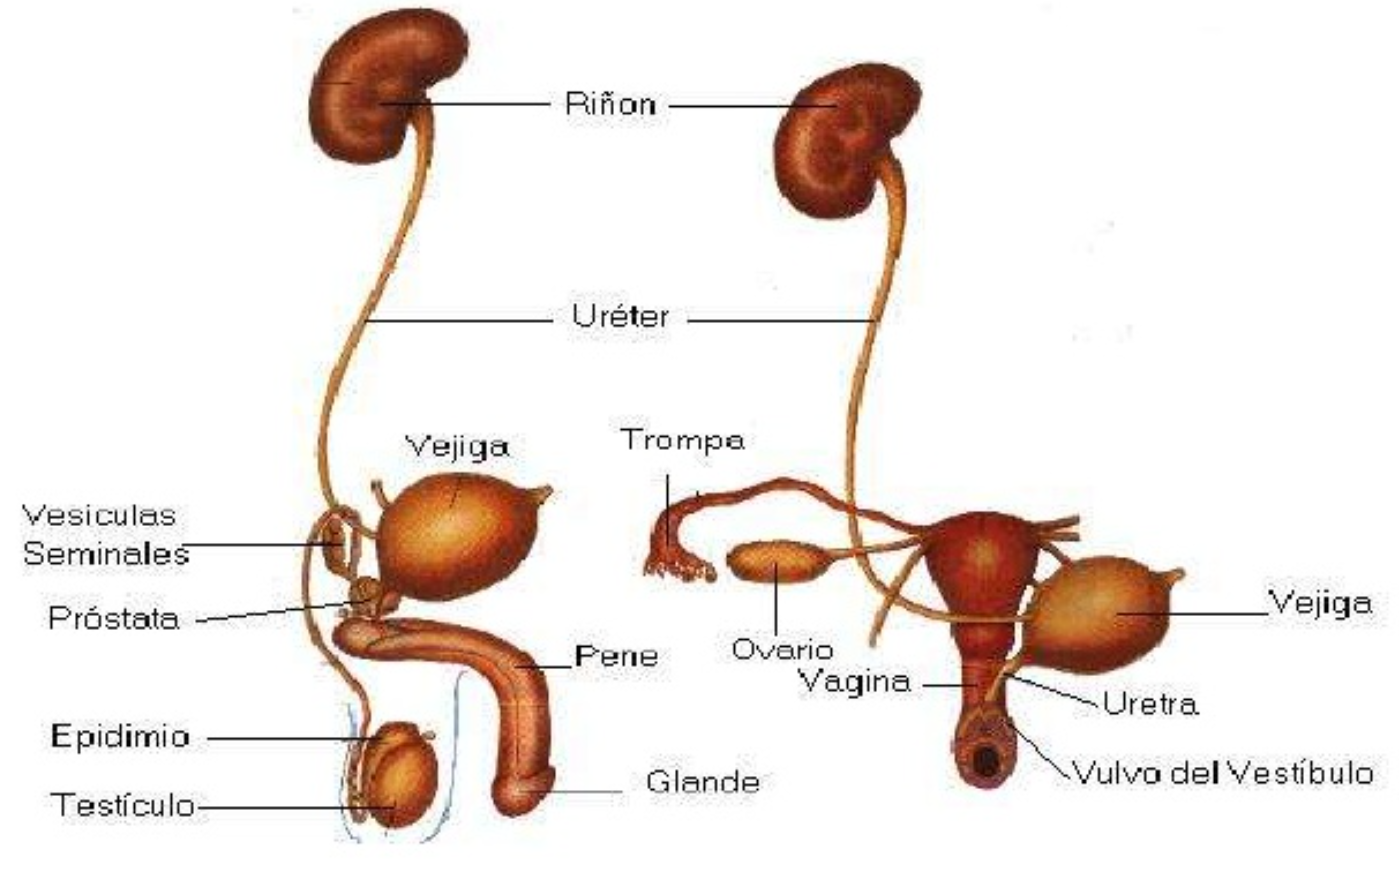 Riñon
Uréter
Vejiga
Trompa
Vesiculas
Seminales
Próstata
Pene
Epidimio
Testículo
Glande
Ovario
Vagina
Vejiga
Uretra
Vulvo del Vestíbulo